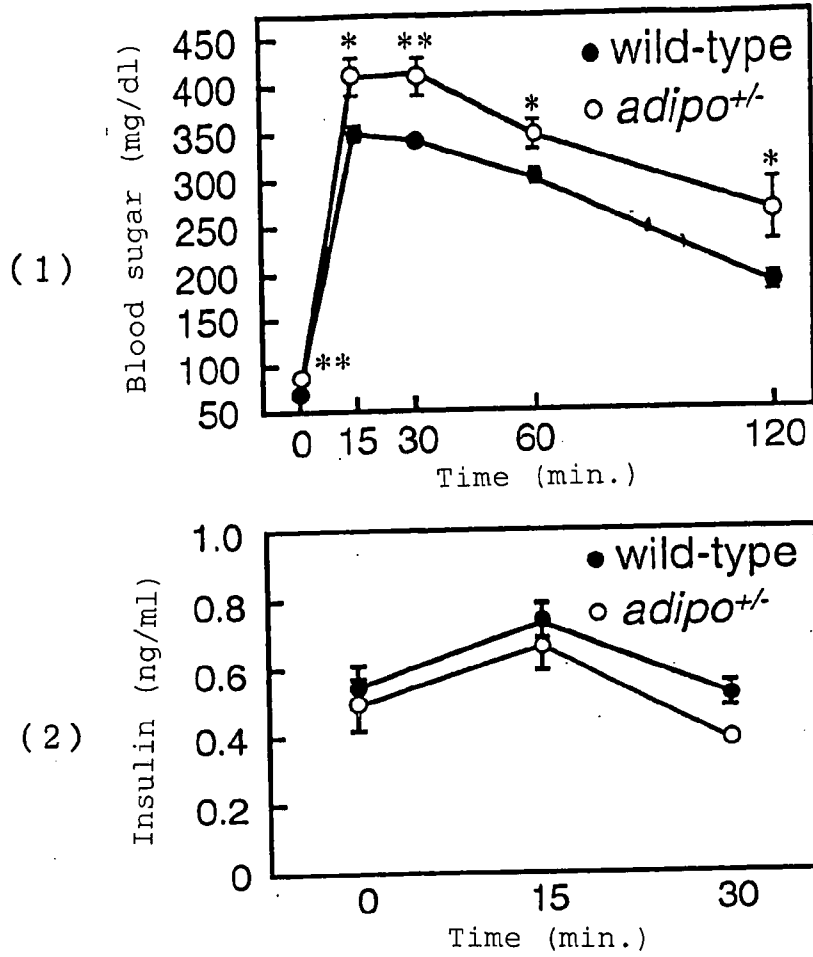 (1)
Blood sugar (mg/dl)
450
400
350
300
250
200
150
100
50
* ** * *
**
● wild-type
○ adipo+/-
0 15 30 60 120
Time (min.)
(2)
Insulin (ng/ml)
1.0
0.8
0.6
0.4
0.2
0
● wild-type
○ adipo+/-
0 15 30
Time (min.)